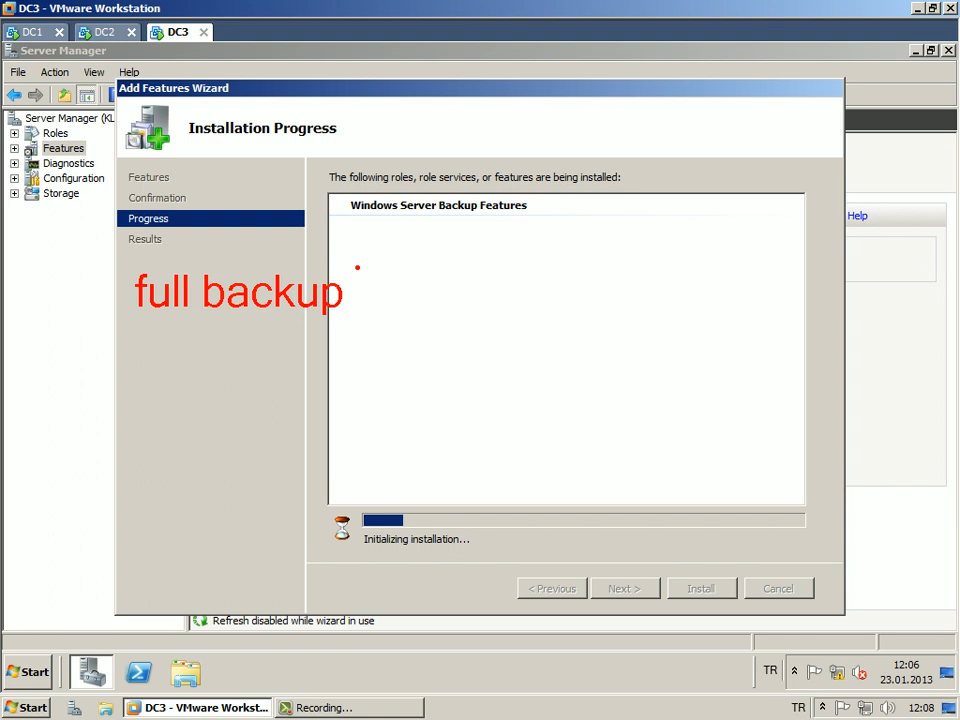 DC3 - VMware Workstation
DC1
DC2
DC3
Server Manager
File Action View Help
Add Features Wizard
Server Manager (KL
Roles
Features
Diagnostics
Configuration
Storage
Installation Progress
Features
Confirmation
Progress
Results
The following roles, role services, or features are being installed:
Windows Server Backup Features
full backup
Help
Initializing installation...
< Previous Next > Install Cancel
Refresh disabled while wizard in use
Start
TR
12:06
23.01.2013
Start
DC3 - VMware Workst...
Recording...
TR
12:08